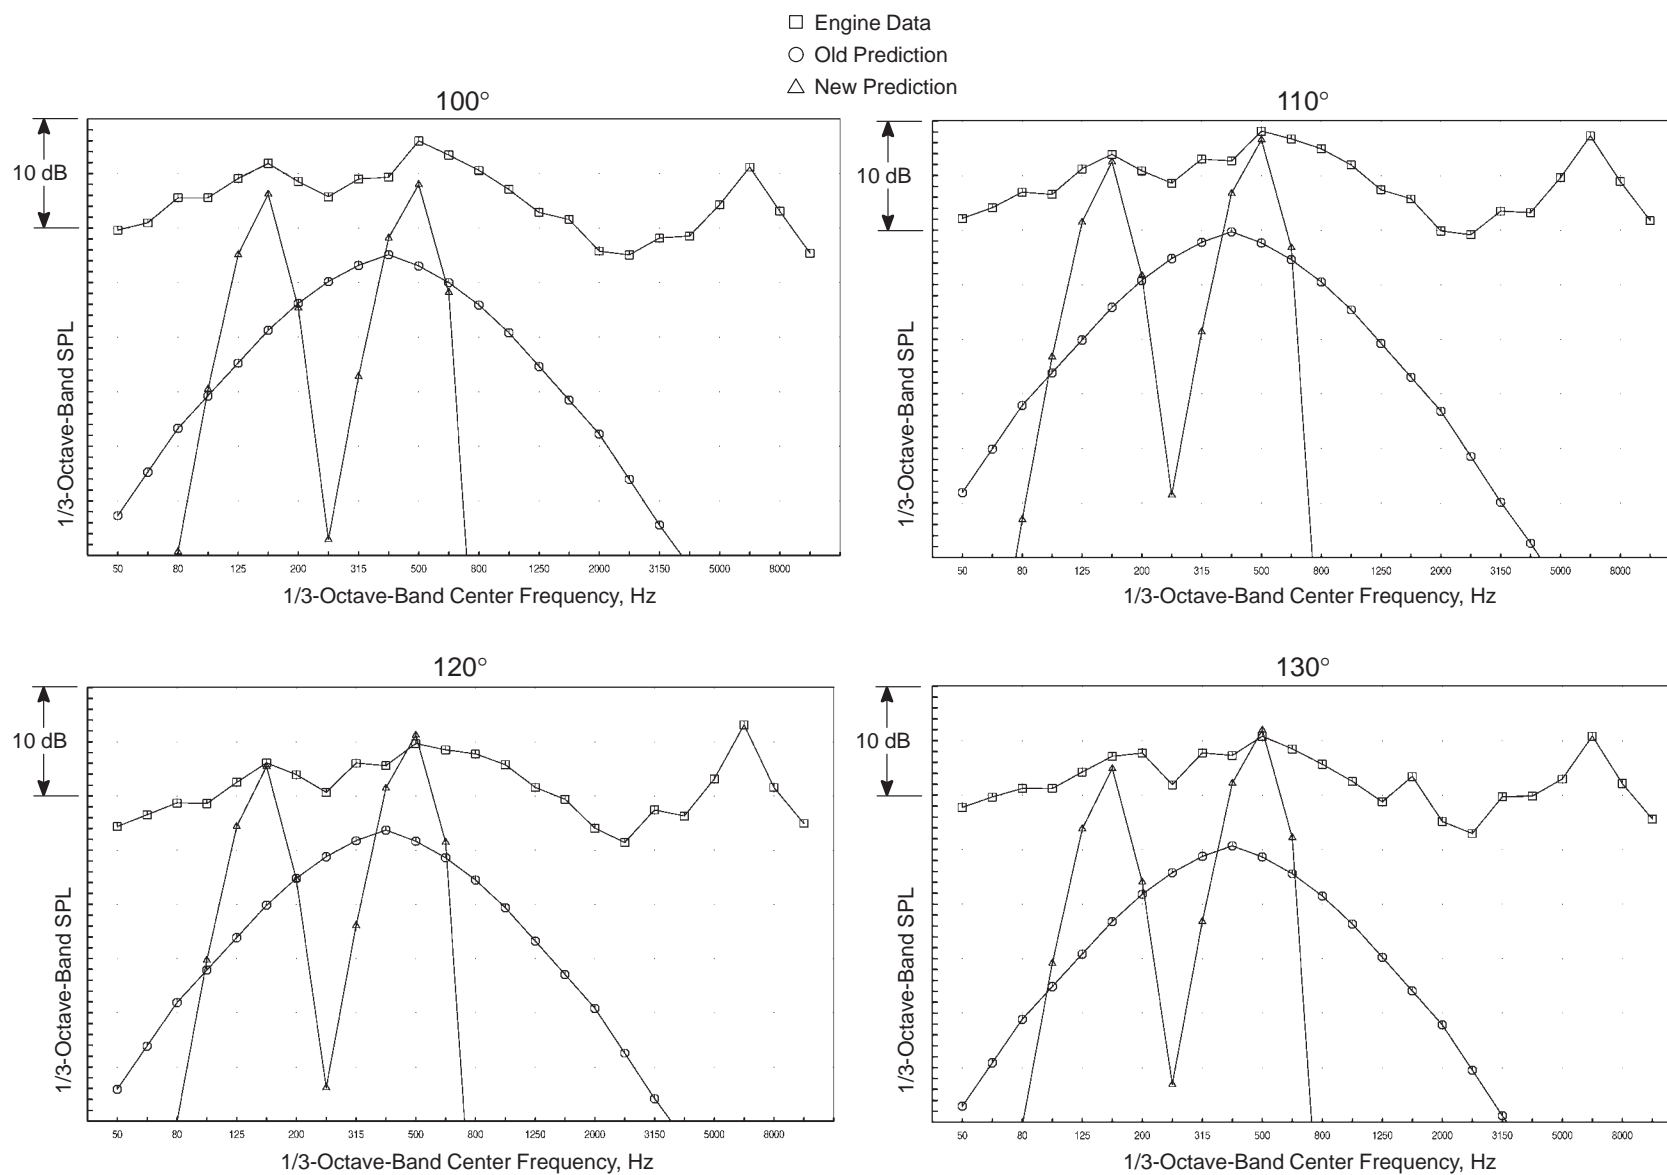 Engine Data
Old Prediction
New Prediction
100°
10 dB
1/3-Octave-Band SPL
50 80 125 200 315 500 800 1250 2000 3150 5000 8000
1/3-Octave-Band Center Frequency, Hz
110°
10 dB
1/3-Octave-Band SPL
50 80 125 200 315 500 800 1250 2000 3150 5000 8000
1/3-Octave-Band Center Frequency, Hz
120°
10 dB
1/3-Octave-Band SPL
50 80 125 200 315 500 800 1250 2000 3150 5000 8000
1/3-Octave-Band Center Frequency, Hz
130°
10 dB
1/3-Octave-Band SPL
50 80 125 200 315 500 800 1250 2000 3150 5000 8000
1/3-Octave-Band Center Frequency, Hz